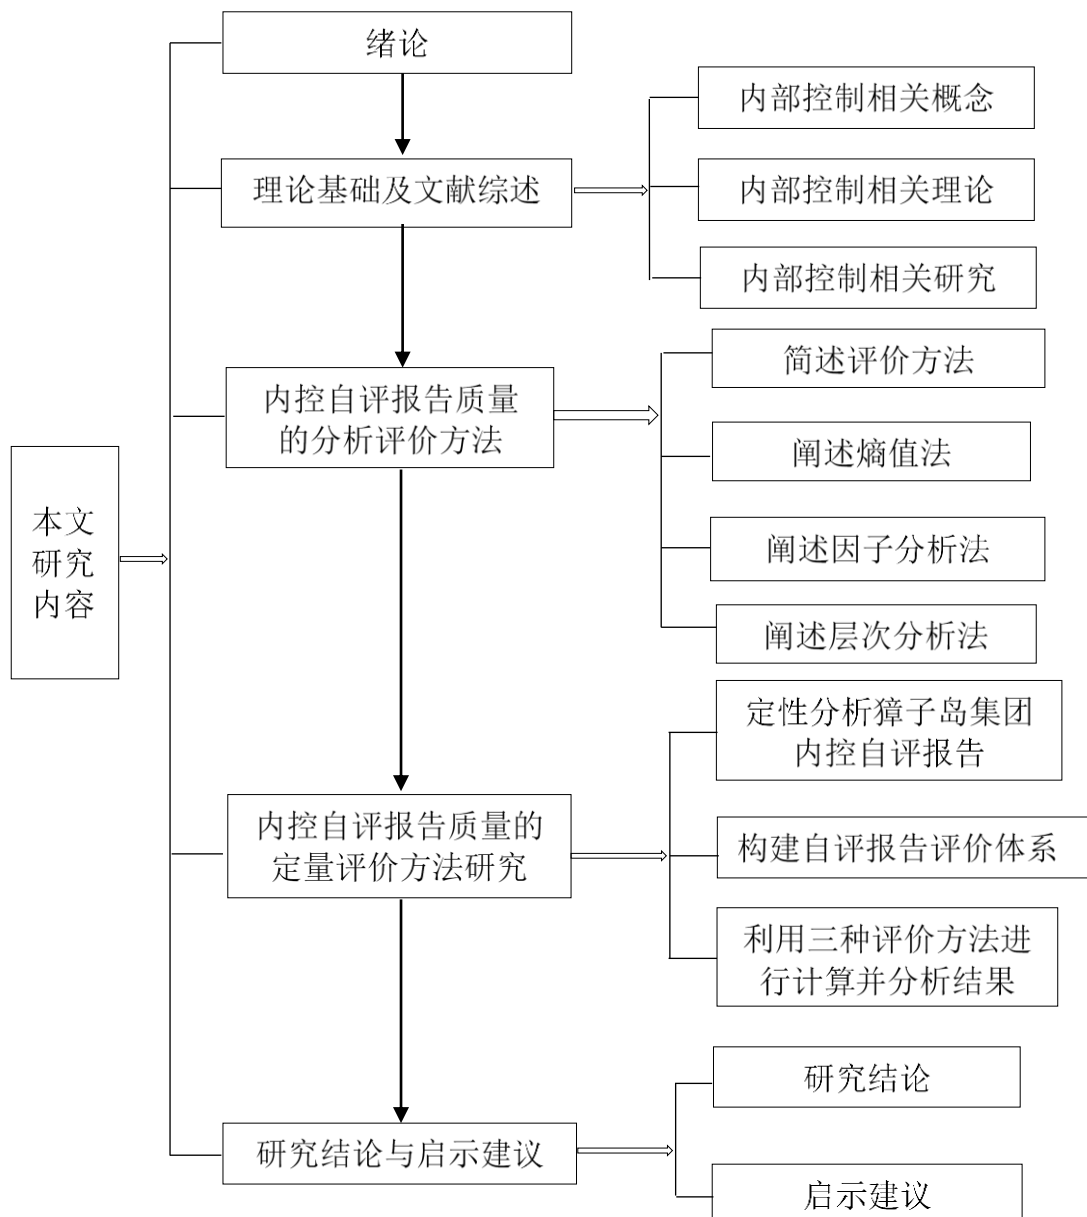 绪论
内部控制相关概念
理论基础及文献综述
内部控制相关理论
内部控制相关研究
简述评价方法
内控自评报告质量
的分析评价方法
阐述熵值法
本文
研究
内容
阐述因子分析法
阐述层次分析法
定性分析獐子岛集团
内控自评报告
内控自评报告质量的
定量评价方法研究
构建自评报告评价体系
利用三种评价方法进
行计算并分析结果
研究结论
研究结论与启示建议
启示建议